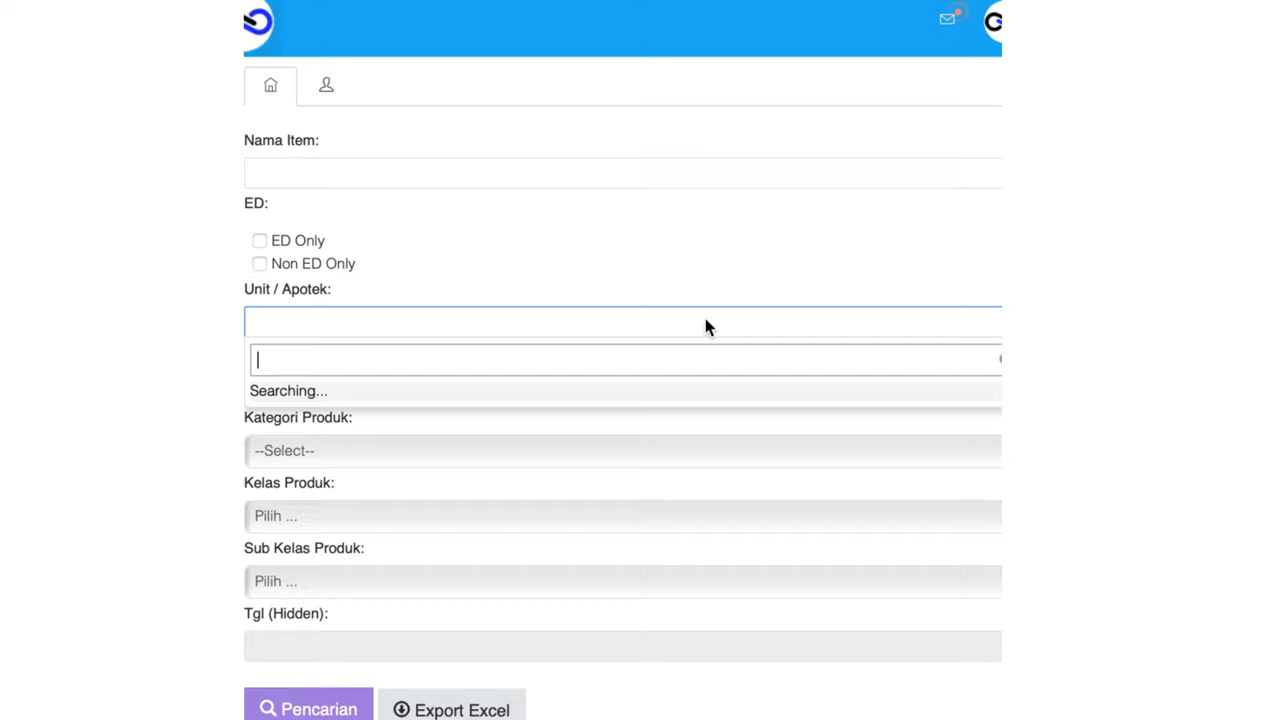 Nama Item:
ED:
ED Only
Non ED Only
Unit / Apotek:
Searching...
Kategori Produk:
--Select--
Kelas Produk:
Pilih ...
Sub Kelas Produk:
Pilih ...
Tgl (Hidden):
Pencarian
Export Excel